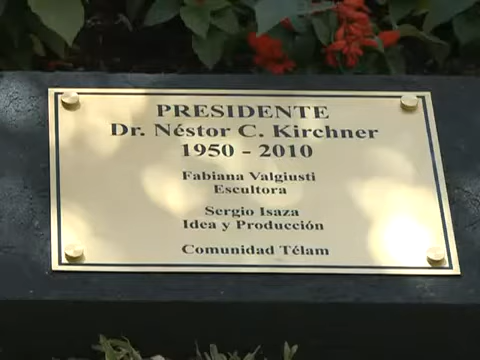 PRESIDENTE
Dr. Néstor C. Kirchner
1950 - 2010
Fabiana Valgiusti
Escultora
Sergio Isaza
Idea y Producción
Comunidad Télam